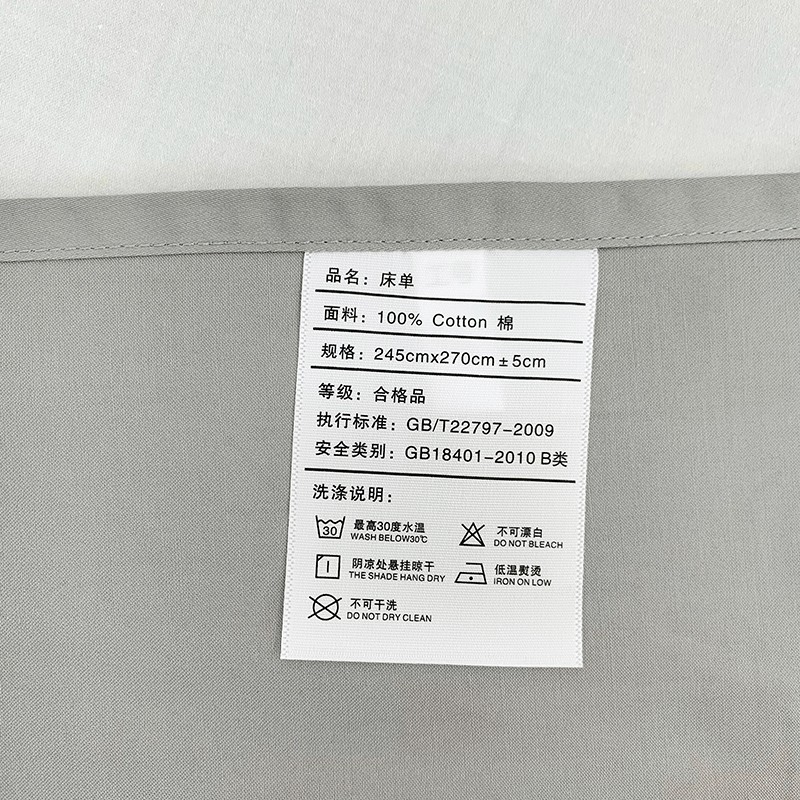 品名：床单
面料：100% Cotton 棉
规格：245cmx270cm±5cm
等级：合格品
执行标准：GB/T22797-2009
安全类别：GB18401-2010 B类
洗涤说明：
30 最高30度水温
WASH BELOW30℃
不可漂白
DO NOT BLEACH
阴凉处悬挂晾干
THE SHADE HANG DRY
低温熨烫
IRON ON LOW
不可干洗
DO NOT DRY CLEAN